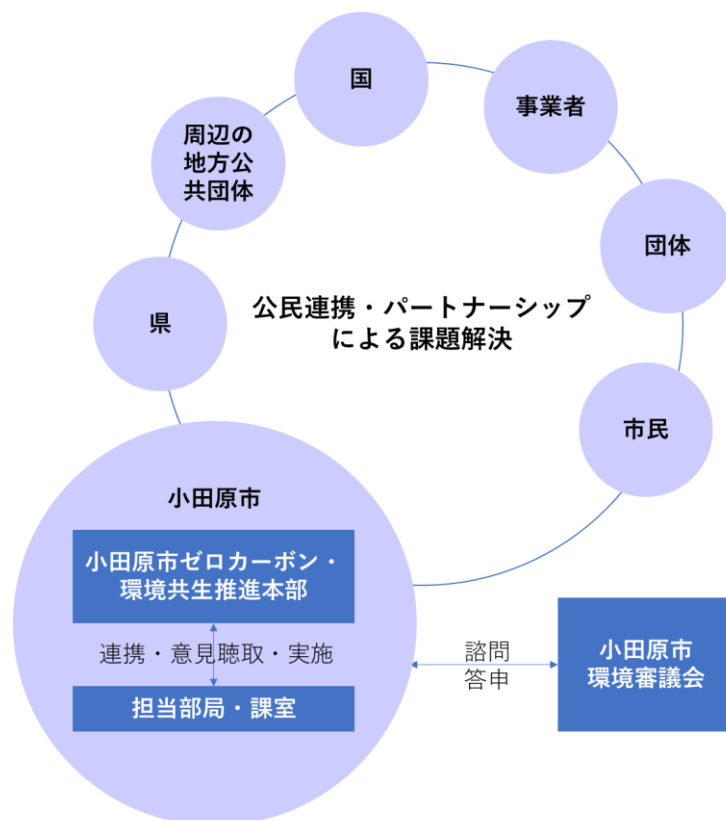 国
事業者
周辺の
地方公
共団体
団体
県
公民連携・パートナーシップ
による課題解決
市民
小田原市
小田原市ゼロカーボン・
環境共生推進本部
連携・意見聴取・実施
担当部局・課室
諮問
答申
小田原市
環境審議会